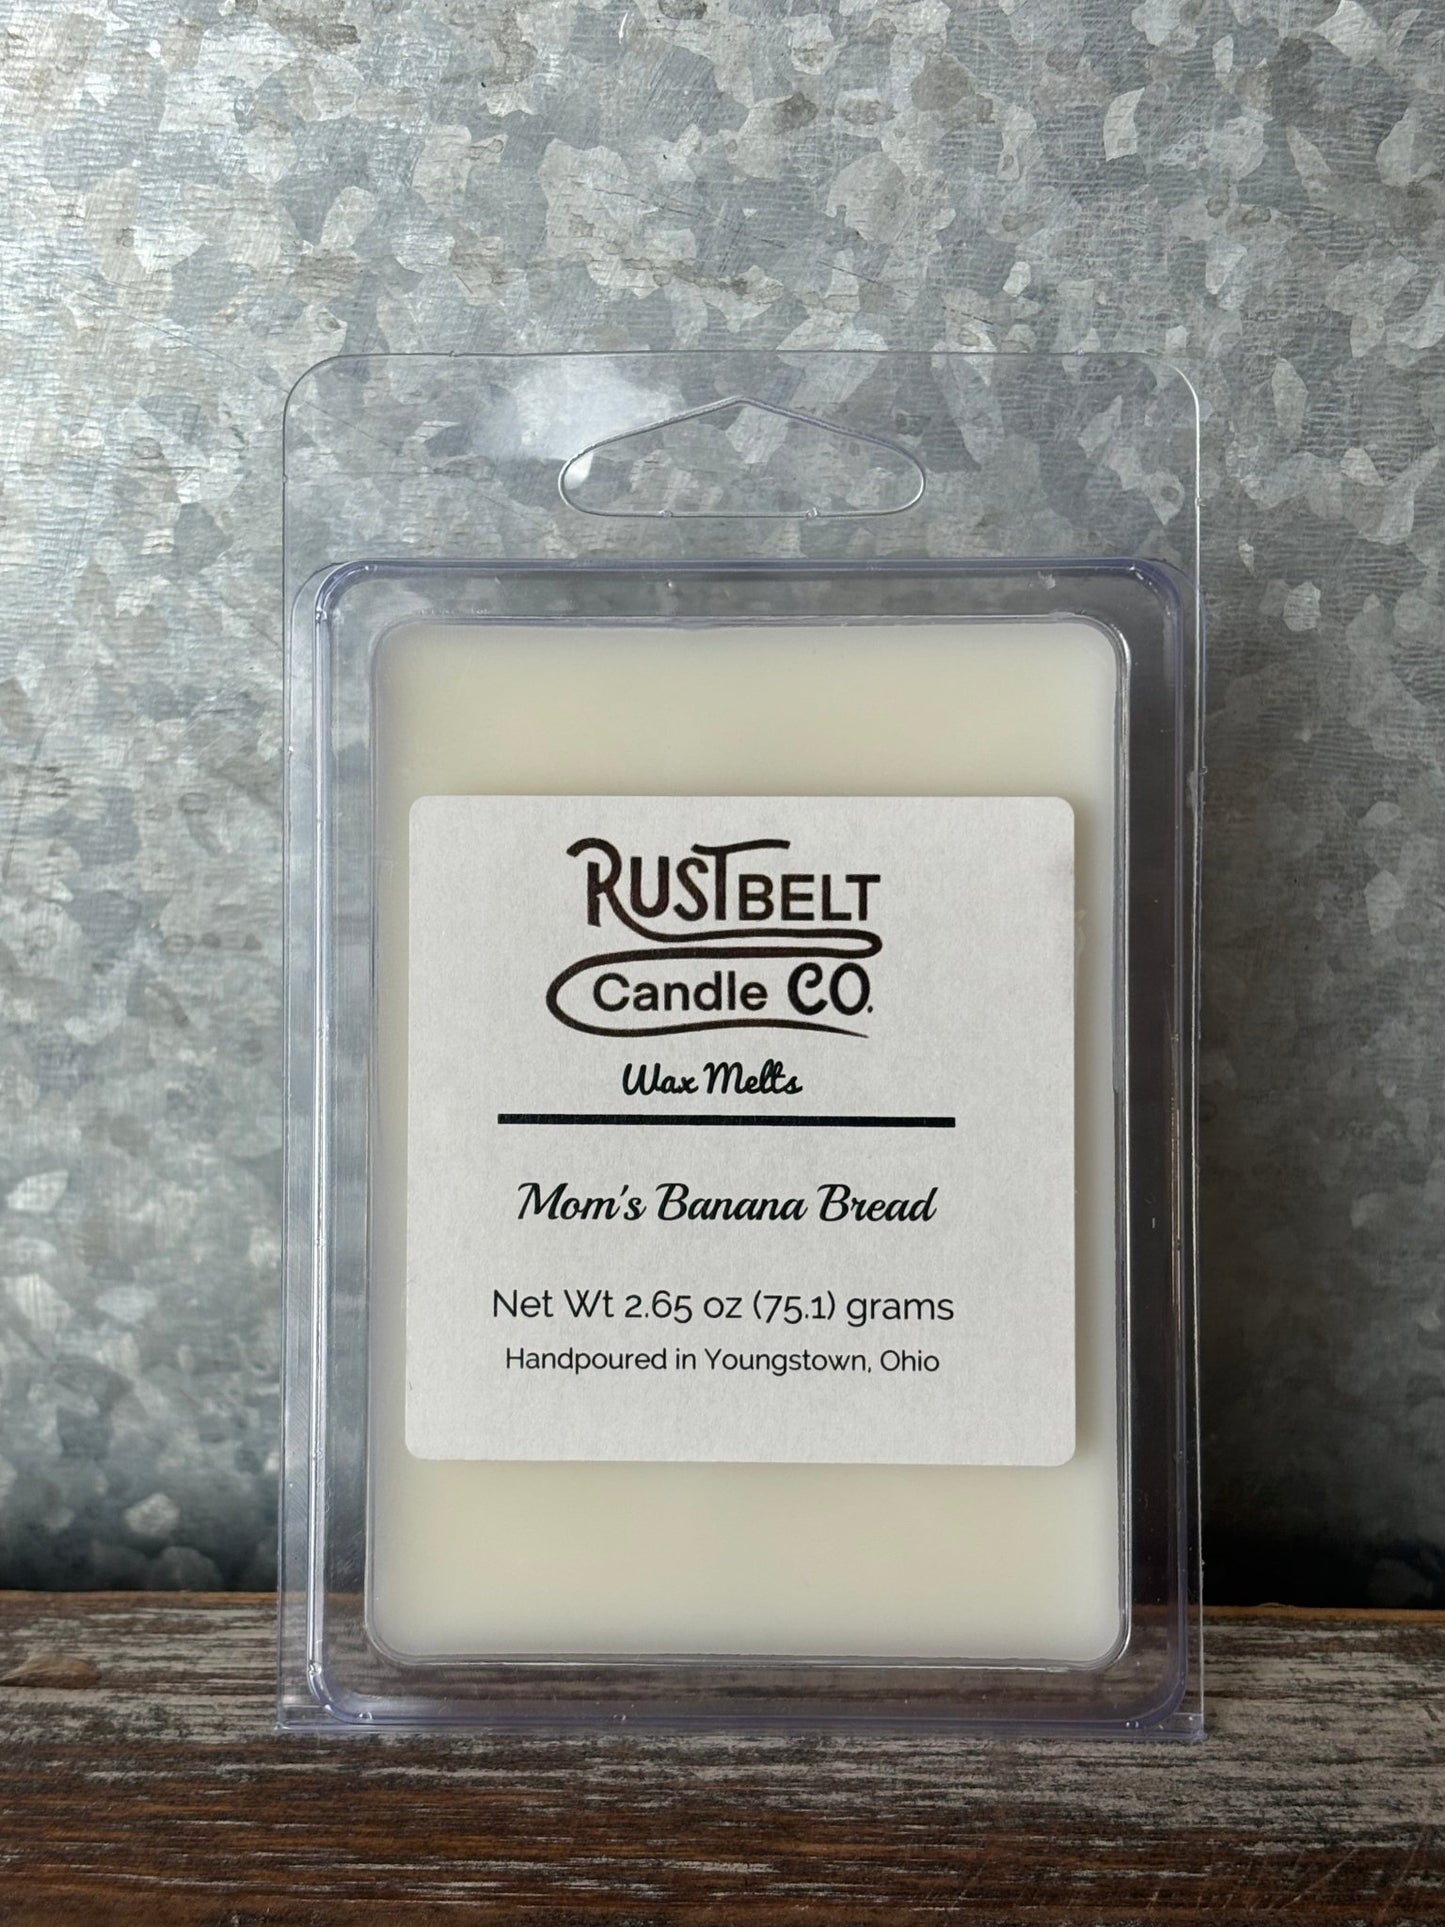 RUSTBELT
Candle CO.
Wax Melts
Mom's Banana Bread
Net Wt 2.65 oz (75.1) grams
Handpoured in Youngstown, Ohio